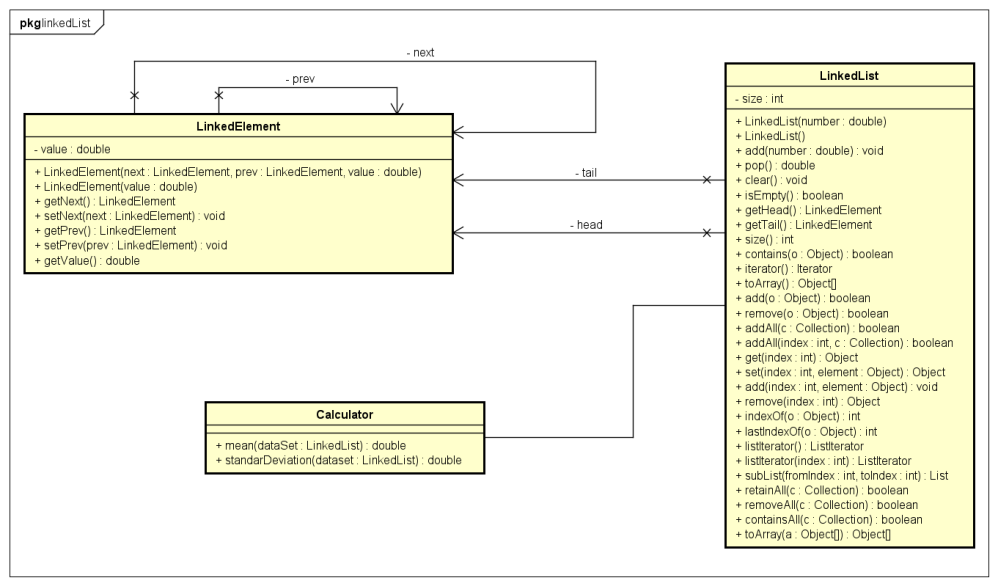 pkg linkedList
- next
- prev
LinkedElement
- value : double
+ LinkedElement(next : LinkedElement, prev : LinkedElement, value : double)
+ LinkedElement(value : double)
+ getNext() : LinkedElement
+ setNext(next : LinkedElement) : void
+ getPrev() : LinkedElement
+ setPrev(prev : LinkedElement) : void
+ getValue() : double
- tail
- head
LinkedList
- size : int
+ LinkedList(number : double)
+ LinkedList()
+ add(number : double) : void
+ pop() : double
+ clear() : void
+ isEmpty() : boolean
+ getHead() : LinkedElement
+ getTail() : LinkedElement
+ size() : int
+ contains(o : Object) : boolean
+ iterator() : Iterator
+ toArray() : Object[]
+ add(o : Object) : boolean
+ remove(o : Object) : boolean
+ addAll(c : Collection) : boolean
+ addAll(index : int, c : Collection) : boolean
+ get(index : int) : Object
+ set(index : int, element : Object) : Object
+ add(index : int, element : Object) : void
+ remove(index : int) : Object
+ indexOf(o : Object) : int
+ lastIndexOf(o : Object) : int
+ listIterator() : ListIterator
+ listIterator(index : int) : ListIterator
+ subList(fromIndex : int, toIndex : int) : List
+ retainAll(c : Collection) : boolean
+ removeAll(c : Collection) : boolean
+ containsAll(c : Collection) : boolean
+ toArray(a : Object[]) : Object[]
Calculator
+ mean(dataSet : LinkedList) : double
+ standarDeviation(dataset : LinkedList) : double